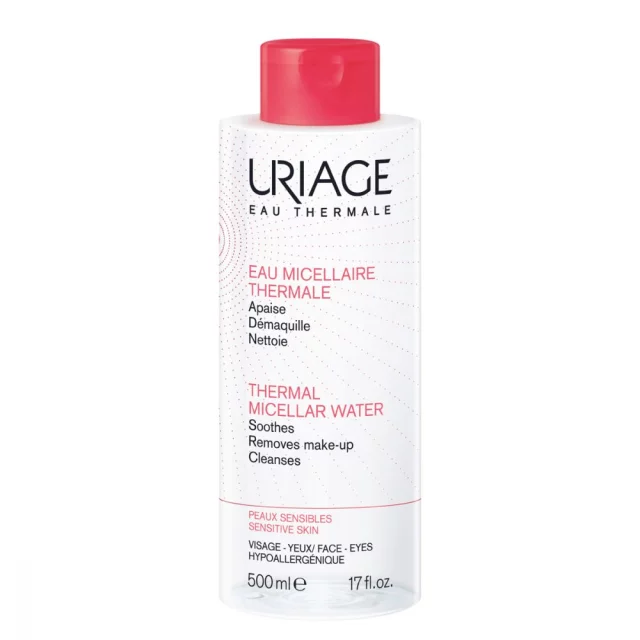 URIAGE
EAU THERMALE
EAU MICELLAIRE
THERMALE
Apaise
Démaquille
Nettoie
THERMAL
MICELLAR WATER
Soothes
Removes make-up
Cleanses
PEAUX SENSIBLES
SENSITIVE SKIN
VISAGE - YEUX/ FACE - EYES
HYPOALLERGÉNIQUE
500 ml e 17 fl.oz.